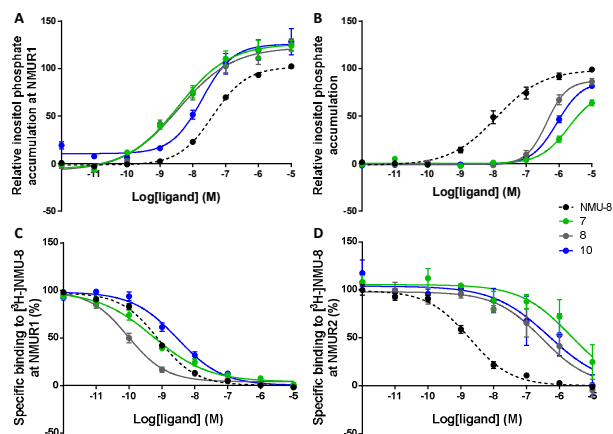 A
Relative inositol phosphate
accumulation at NMUR1
150
100
50
0
-50
-11 -10 -9 -8 -7 -6 -5
Log[ligand] (M)
B
Relative inositol phosphate
accumulation
150
100
50
0
-50
-11 -10 -9 -8 -7 -6 -5
Log[ligand] (M)
NMU-8
7
8
10
C
Specific binding to [³H-]NMU-8
at NMUR1 (%)
150
100
50
0
-50
-11 -10 -9 -8 -7 -6 -5
Log[ligand] (M)
D
Specific binding to [³H-]NMU-8
at NMUR2 (%)
150
100
50
0
-50
-11 -10 -9 -8 -7 -6 -5
Log[ligand] (M)